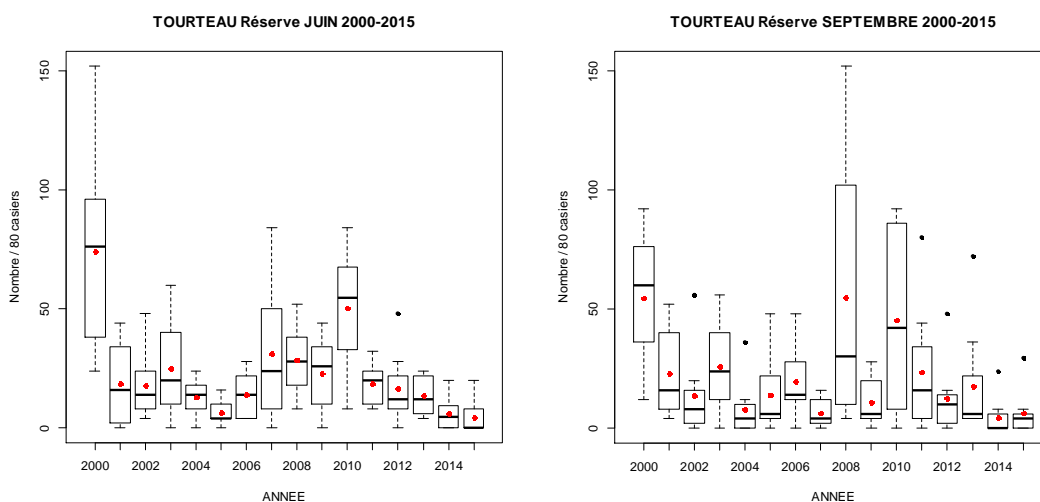 TOURTEAU Réserve JUIN 2000-2015
Nombre / 80 casiers
150
100
50
0
2000 2002 2004 2006 2008 2010 2012 2014
ANNEE
TOURTEAU Réserve SEPTEMBRE 2000-2015
Nombre / 80 casiers
150
100
50
0
2000 2002 2004 2006 2008 2010 2012 2014
ANNEE